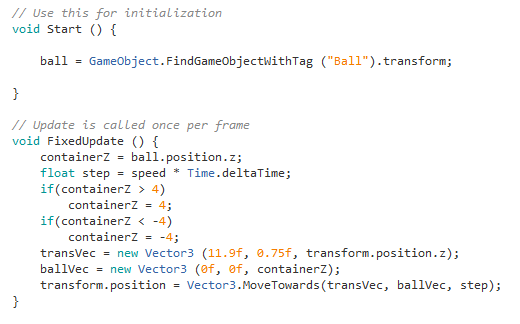 // Use this for initialization
void Start () {
ball = GameObject.FindGameObjectWithTag ("Ball").transform;
}
// Update is called once per frame
void FixedUpdate () {
containerZ = ball.position.z;
float step = speed * Time.deltaTime;
if(containerZ > 4)
containerZ = 4;
if(containerZ < -4)
containerZ = -4;
transVec = new Vector3 (11.9f, 0.75f, transform.position.z);
ballVec = new Vector3 (0f, 0f, containerZ);
transform.position = Vector3.MoveTowards(transVec, ballVec, step);
}